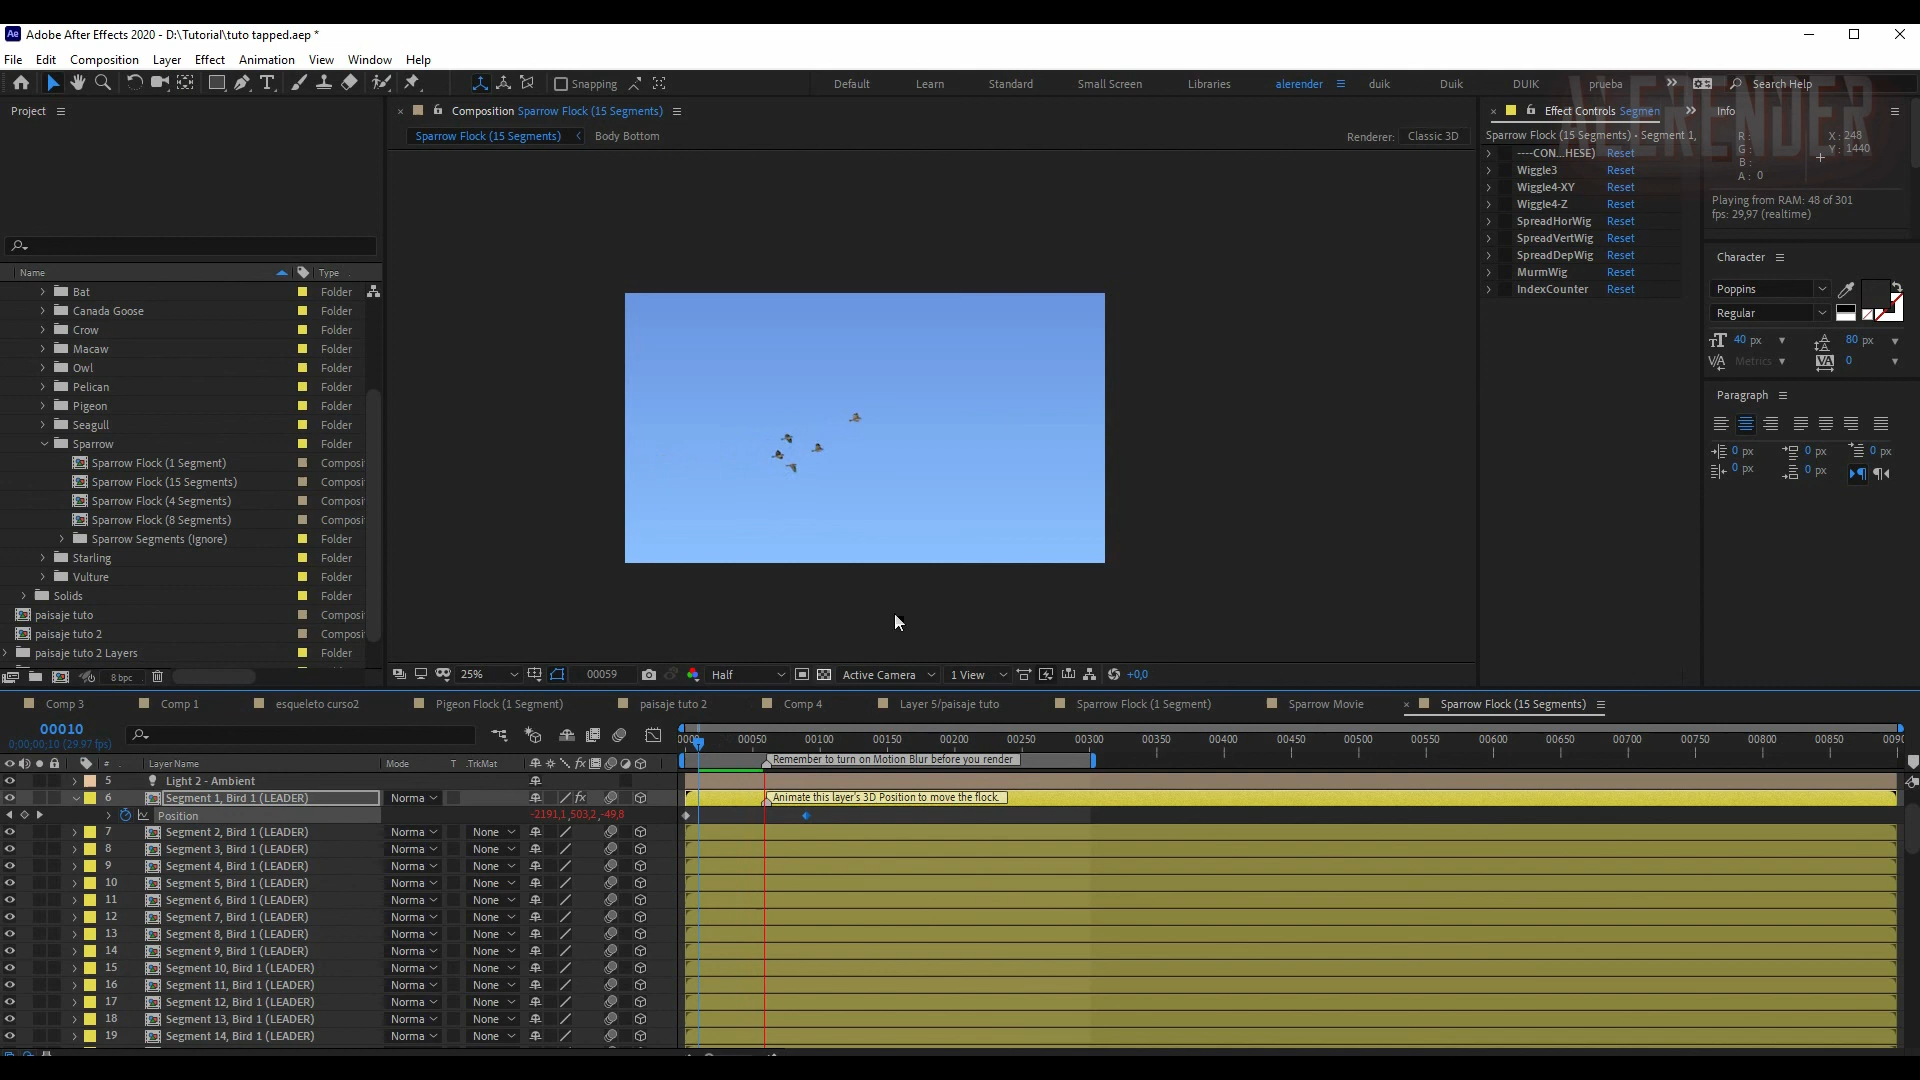 Adobe After Effects 2020 - D:\Tutorial\tuto tapped.aep *
File Edit Composition Layer Effect Animation View Window Help
Snapping Default Learn Standard Small Screen Libraries alerender duik Duik DUIK prueba Search Help
ALERENDER
Project
Composition Sparrow Flock (15 Segments)
Effect Controls Segmen
Info
Sparrow Flock (15 Segments) Body Bottom Renderer: Classic 3D
Sparrow Flock (15 Segments) • Segment 1,
----CON...HESE) Reset
Wiggle3 Reset
Wiggle4-XY Reset
Wiggle4-Z Reset
SpreadHorWig Reset
SpreadVertWig Reset
SpreadDepWig Reset
MurmWig Reset
IndexCounter Reset
R:
G:
B:
A: 0
X: 248
Y: 1440
Playing from RAM: 48 of 301
fps: 29,97 (realtime)
Character
Poppins
Regular
40 px 80 px
Metrics 0
Paragraph
0 px 0 px 0 px
0 px 0 px
Name Type
Bat Folder
Canada Goose Folder
Crow Folder
Macaw Folder
Owl Folder
Pelican Folder
Pigeon Folder
Seagull Folder
Sparrow Folder
Sparrow Flock (1 Segment) Composi
Sparrow Flock (15 Segments) Composi
Sparrow Flock (4 Segments) Composi
Sparrow Flock (8 Segments) Composi
Sparrow Segments (Ignore) Folder
Starling Folder
Vulture Folder
Solids Folder
paisaje tuto Composi
paisaje tuto 2 Composi
paisaje tuto 2 Layers Folder
8 bpc
25% 00059 Half Active Camera 1 View +0,0
Comp 3 Comp 1 esqueleto curso2 Pigeon Flock (1 Segment) paisaje tuto 2 Comp 4 Layer 5/paisaje tuto Sparrow Flock (1 Segment) Sparrow Movie Sparrow Flock (15 Segments)
00010
0;00;00;10 (29.97 fps)
0000 00050 00100 00150 00200 00250 00300 00350 00400 00450 00500 00550 00600 00650 00700 00750 00800 00850 0090
# Layer Name Mode T .TrkMat
Remember to turn on Motion Blur before you render
5 Light 2 - Ambient
6 Segment 1, Bird 1 (LEADER) Norma
Animate this layer's 3D Position to move the flock.
Position -2191,1,503,2,-49,8
7 Segment 2, Bird 1 (LEADER) Norma None
8 Segment 3, Bird 1 (LEADER) Norma None
9 Segment 4, Bird 1 (LEADER) Norma None
10 Segment 5, Bird 1 (LEADER) Norma None
11 Segment 6, Bird 1 (LEADER) Norma None
12 Segment 7, Bird 1 (LEADER) Norma None
13 Segment 8, Bird 1 (LEADER) Norma None
14 Segment 9, Bird 1 (LEADER) Norma None
15 Segment 10, Bird 1 (LEADER) Norma None
16 Segment 11, Bird 1 (LEADER) Norma None
17 Segment 12, Bird 1 (LEADER) Norma None
18 Segment 13, Bird 1 (LEADER) Norma None
19 Segment 14, Bird 1 (LEADER) Norma None